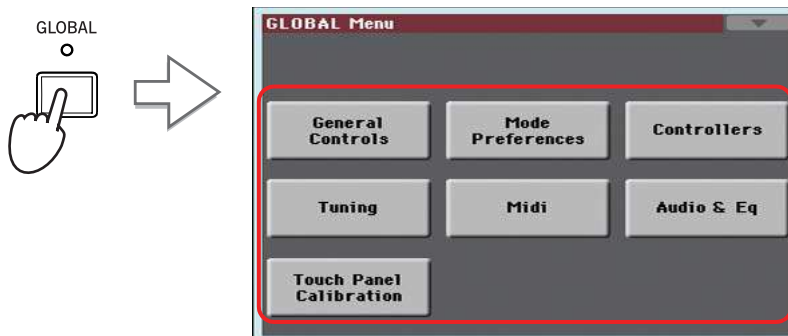 GLOBAL
GLOBAL Menu
General
Controls
Mode
Preferences
Controllers
Tuning
Midi
Audio & Eq
Touch Panel
Calibration